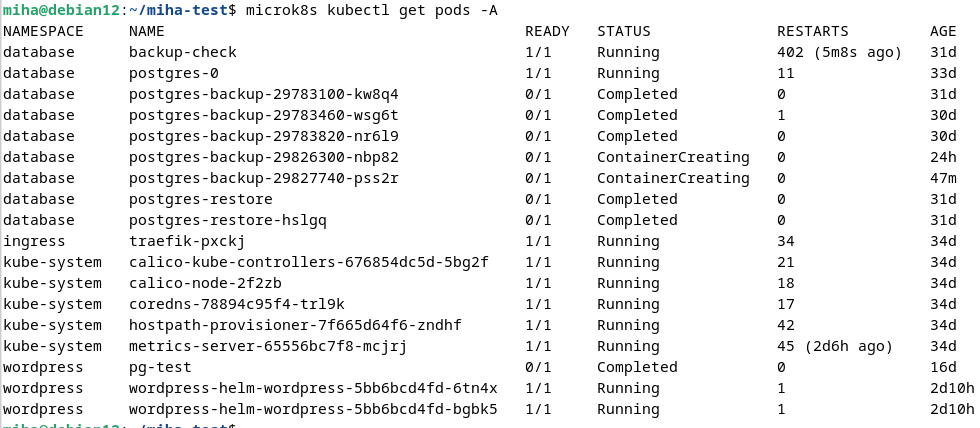 miha@debian12:~/miha-test$ microk8s kubectl get pods -A
NAMESPACE NAME READY STATUS RESTARTS AGE
database backup-check 1/1 Running 402 (5m8s ago) 31d
database postgres-0 1/1 Running 11 33d
database postgres-backup-29783100-kw8q4 0/1 Completed 0 31d
database postgres-backup-29783460-wsg6t 0/1 Completed 1 30d
database postgres-backup-29783820-nr6l9 0/1 Completed 0 30d
database postgres-backup-29826300-nbp82 0/1 ContainerCreating 0 24h
database postgres-backup-29827740-pss2r 0/1 ContainerCreating 0 47m
database postgres-restore 0/1 Completed 0 31d
database postgres-restore-hslgq 0/1 Completed 0 31d
ingress traefik-pxckj 1/1 Running 34 34d
kube-system calico-kube-controllers-676854dc5d-5bg2f 1/1 Running 21 34d
kube-system calico-node-2f2zb 1/1 Running 18 34d
kube-system coredns-78894c95f4-trl9k 1/1 Running 17 34d
kube-system hostpath-provisioner-7f665d64f6-zndhf 1/1 Running 42 34d
kube-system metrics-server-65556bc7f8-mcjrj 1/1 Running 45 (2d6h ago) 34d
wordpress pg-test 0/1 Completed 0 16d
wordpress wordpress-helm-wordpress-5bb6bcd4fd-6tn4x 1/1 Running 1 2d10h
wordpress wordpress-helm-wordpress-5bb6bcd4fd-bgbk5 1/1 Running 1 2d10h
miha@debian12:~/miha-test$